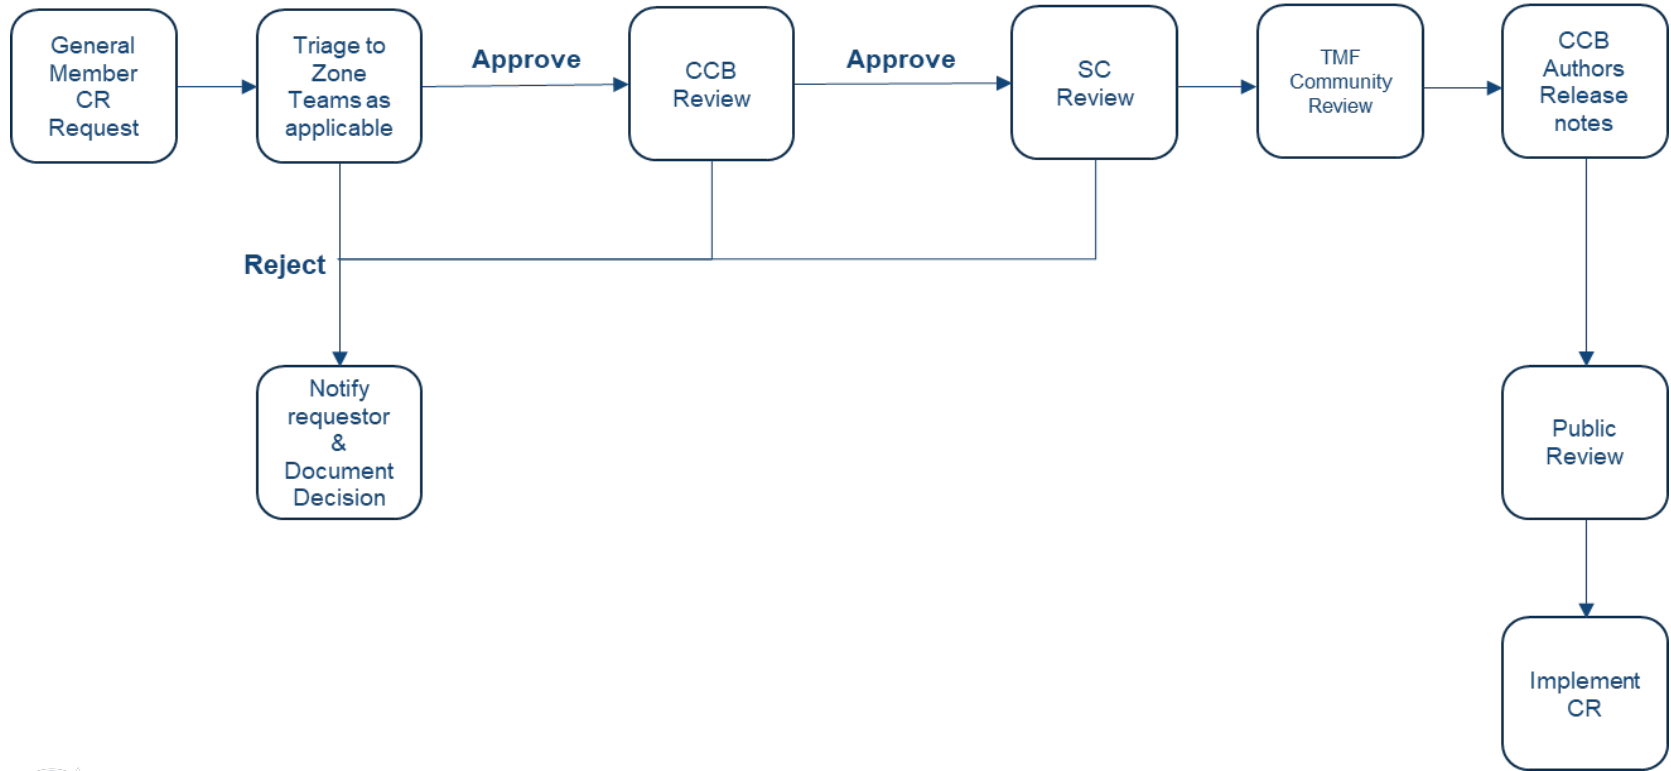 General
Member
CR
Request
Triage to
Zone
Teams as
applicable
Approve
CCB
Review
Approve
SC
Review
TMF
Community
Review
CCB
Authors
Release
notes
Reject
Notify
requestor
&
Document
Decision
Public
Review
Implement
CR